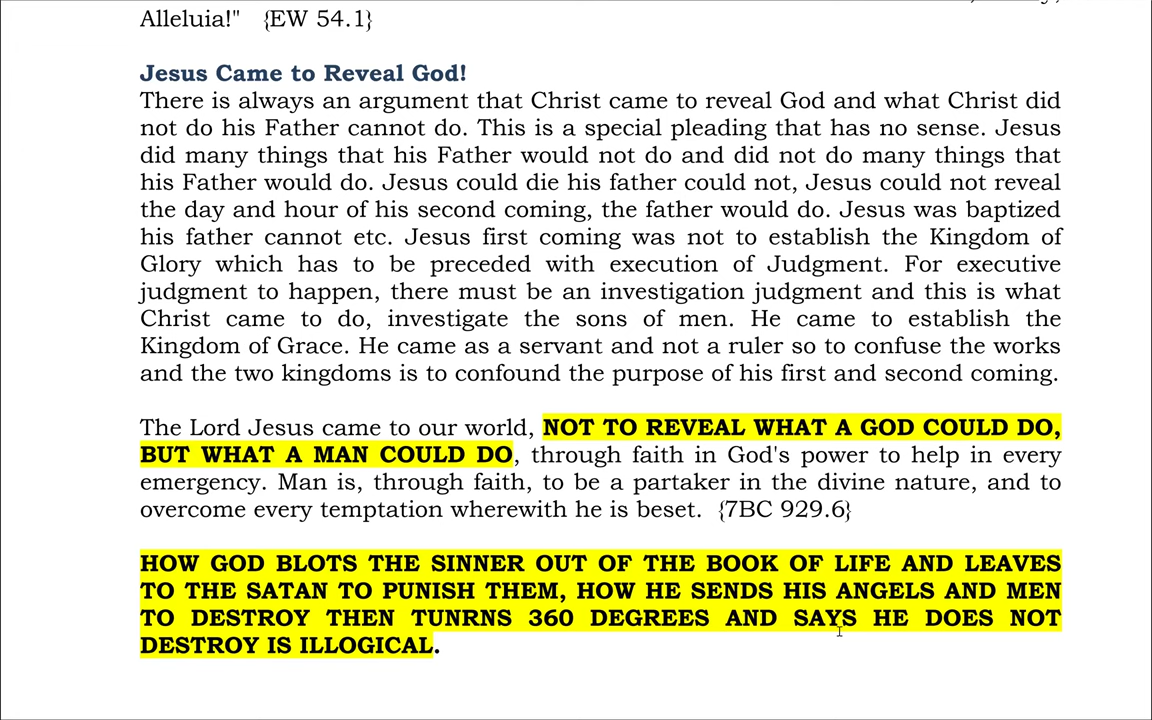 Alleluia!" {EW 54.1}
Jesus Came to Reveal God!
There is always an argument that Christ came to reveal God and what Christ did
not do his Father cannot do. This is a special pleading that has no sense. Jesus
did many things that his Father would not do and did not do many things that
his Father would do. Jesus could die his father could not, Jesus could not reveal
the day and hour of his second coming, the father would do. Jesus was baptized
his father cannot etc. Jesus first coming was not to establish the Kingdom of
Glory which has to be preceded with execution of Judgment. For executive
judgment to happen, there must be an investigation judgment and this is what
Christ came to do, investigate the sons of men. He came to establish the
Kingdom of Grace. He came as a servant and not a ruler so to confuse the works
and the two kingdoms is to confound the purpose of his first and second coming.
The Lord Jesus came to our world, NOT TO REVEAL WHAT A GOD COULD DO,
BUT WHAT A MAN COULD DO, through faith in God's power to help in every
emergency. Man is, through faith, to be a partaker in the divine nature, and to
overcome every temptation wherewith he is beset. {7BC 929.6}
HOW GOD BLOTS THE SINNER OUT OF THE BOOK OF LIFE AND LEAVES
TO THE SATAN TO PUNISH THEM, HOW HE SENDS HIS ANGELS AND MEN
TO DESTROY THEN TUNRNS 360 DEGREES AND SAYS HE DOES NOT
DESTROY IS ILLOGICAL.